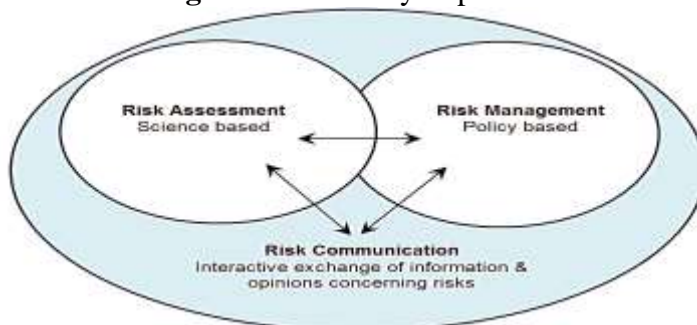 Risk Assessment
Science based
Risk Management
Policy based
Risk Communication
Interactive exchange of information &
opinions concerning risks